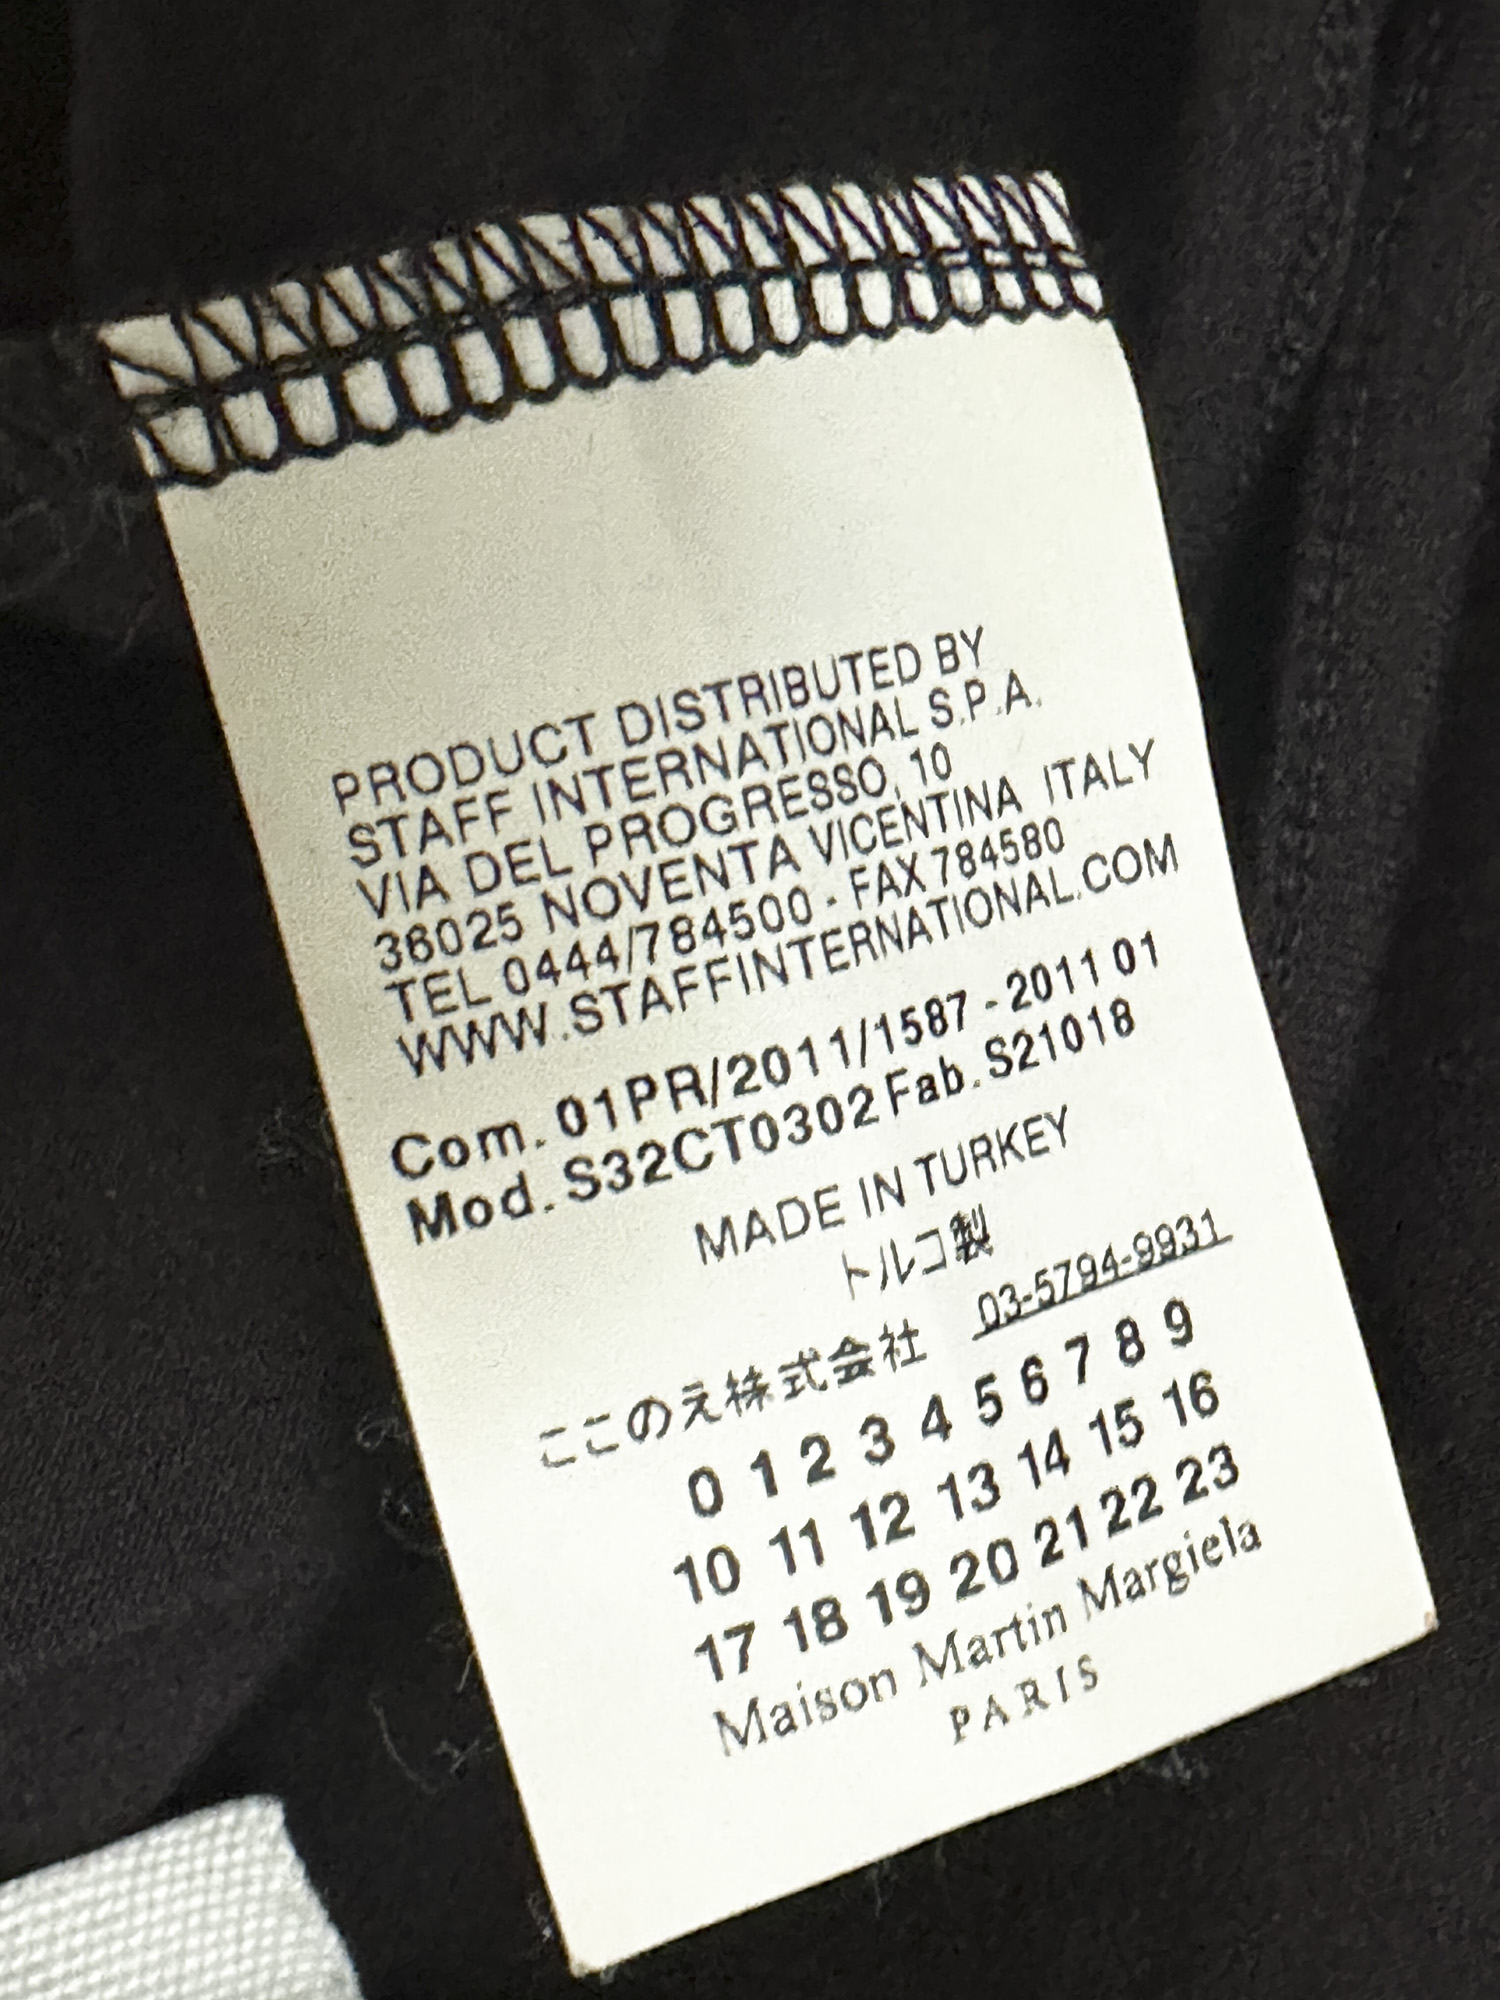 PRODUCT DISTRIBUTED BY
STAFF INTERNATIONAL S.P.A.
VIA DEL PROGRESSO, 10
36025 NOVENTA VICENTINA ITALY
TEL 0444/784500 - FAX 784580
WWW.STAFFINTERNATIONAL.COM
Com. 01PR/2011/1587 - 2011 01
Mod. S32CT0302 Fab. S21018
MADE IN TURKEY
トルコ製
ここのえ株式会社 03-5794-9931
0 1 2 3 4 5 6 7 8 9
10 11 12 13 14 15 16
17 18 19 20 21 22 23
Maison Martin Margiela
PARIS